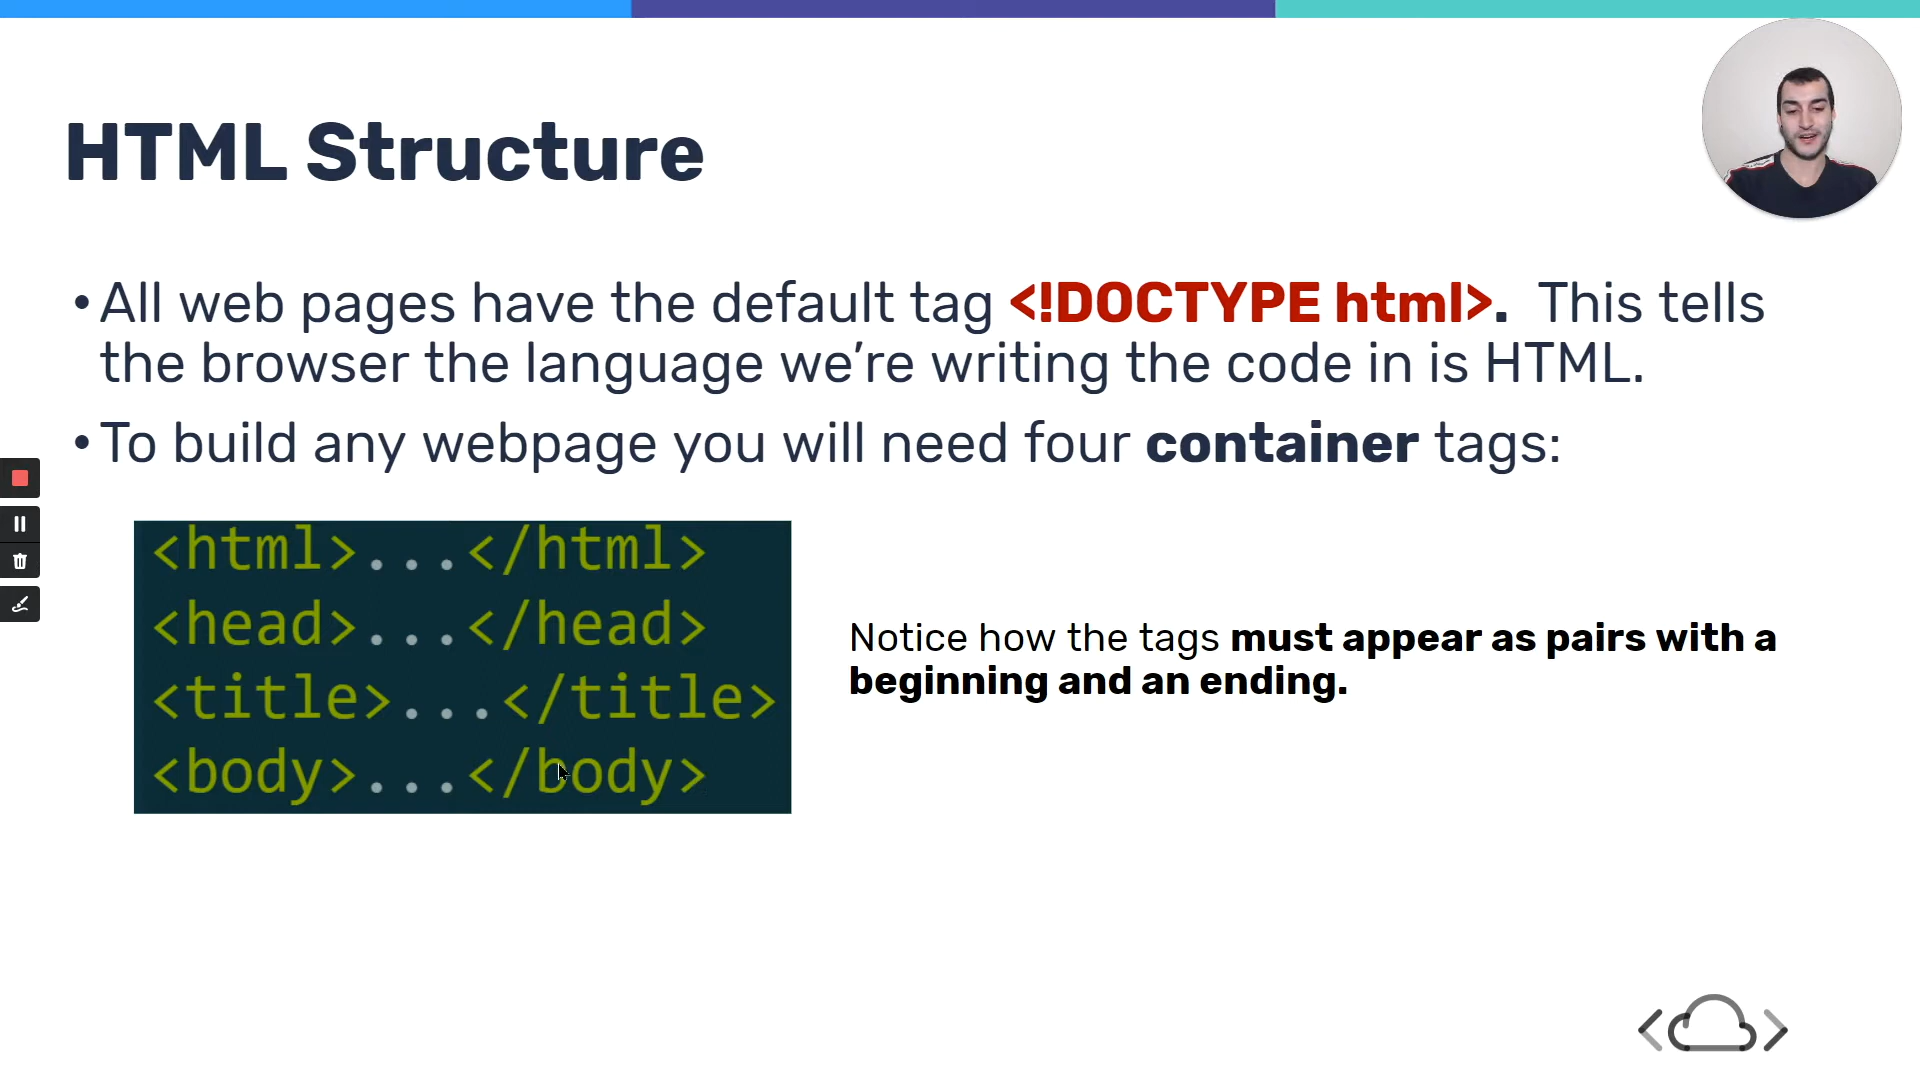 HTML Structure
• All web pages have the default tag <!DOCTYPE html>. This tells
the browser the language we’re writing the code in is HTML.
• To build any webpage you will need four container tags:
<html>...</html>
<head>...</head>
<title>...</title>
<body>...</body>
Notice how the tags must appear as pairs with a
beginning and an ending.